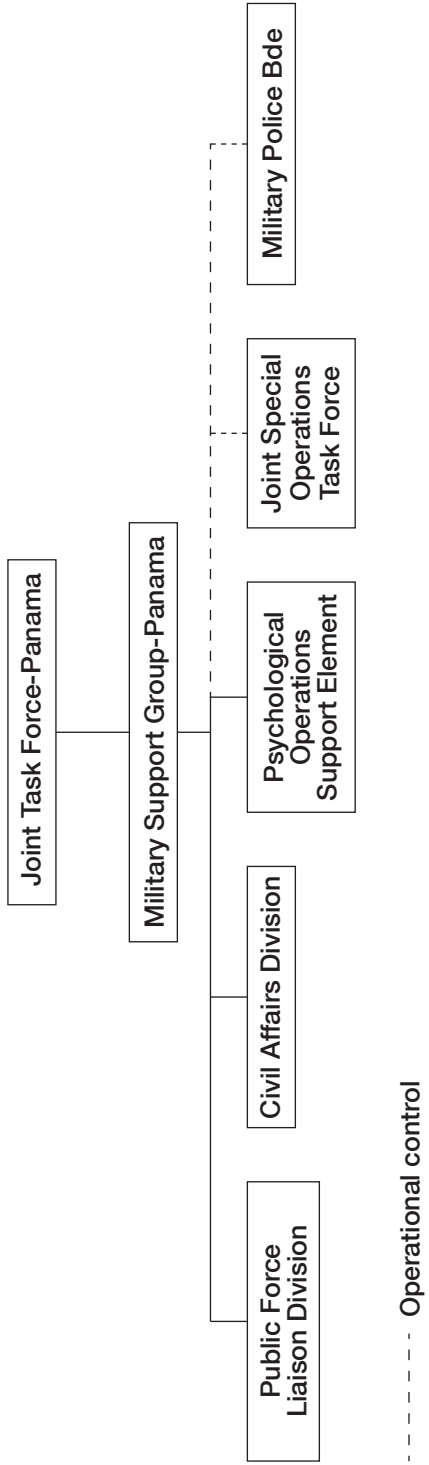 Joint Task Force-Panama
Military Support Group-Panama
Public Force
Liaison Division
Civil Affairs Division
Psychological
Operations
Support Element
Joint Special
Operations
Task Force
Military Police Bde
Operational control